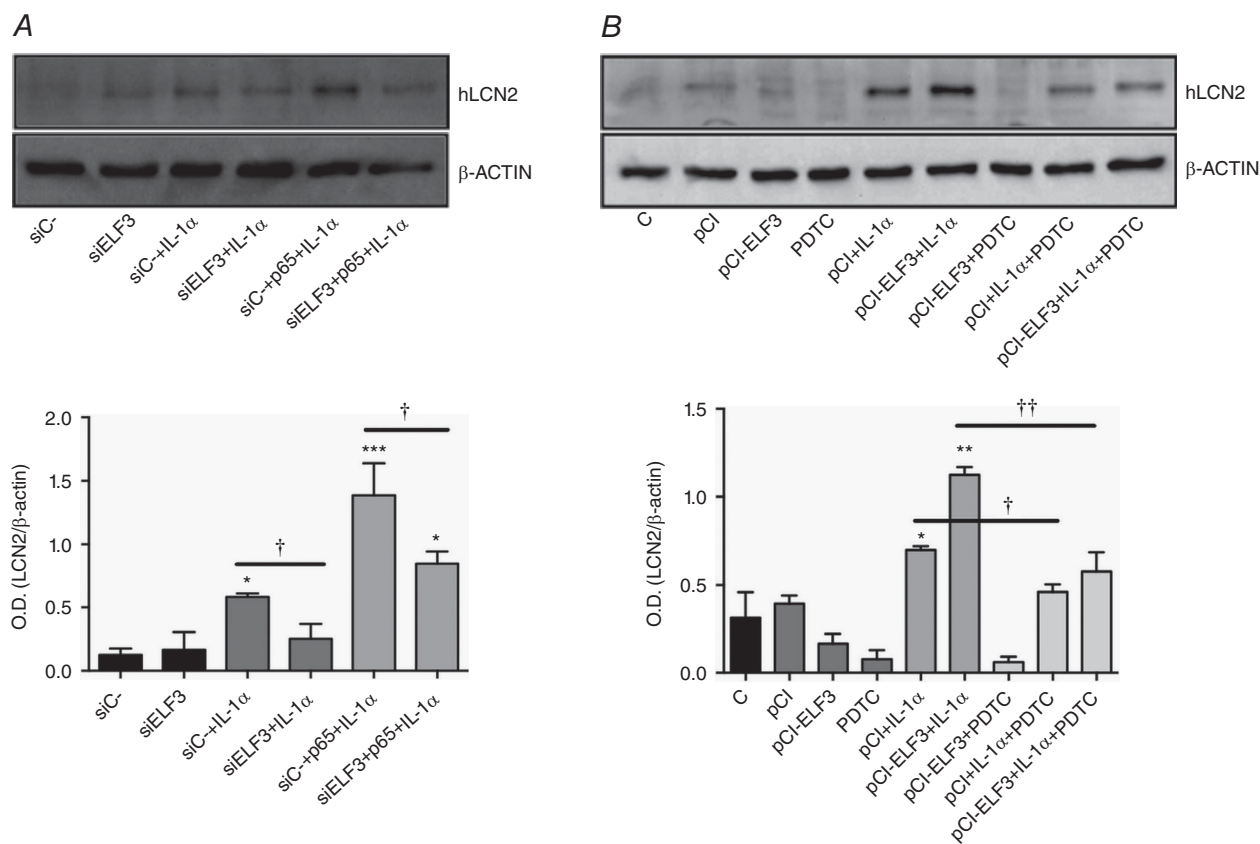 A
hLCN2
β-ACTIN
siC-
siELF3
siC-+IL-1α
siELF3+IL-1α
siC-+p65+IL-1α
siELF3+p65+IL-1α
B
hLCN2
β-ACTIN
C
pCI
pCI-ELF3
PDTC
pCI+IL-1α
pCI-ELF3+IL-1α
pCI-ELF3+PDTC
pCI+IL-1α+PDTC
pCI-ELF3+IL-1α+PDTC
O.D. (LCN2/β-actin)
2.0
1.5
1.0
0.5
0.0
*
†
***
†
*
siC-
siELF3
siC-+IL-1α
siELF3+IL-1α
siC-+p65+IL-1α
siELF3+p65+IL-1α
O.D. (LCN2/β-actin)
1.5
1.0
0.5
0.0
††
**
†
*
C
pCI
pCI-ELF3
PDTC
pCI+IL-1α
pCI-ELF3+IL-1α
pCI-ELF3+PDTC
pCI+IL-1α+PDTC
pCI-ELF3+IL-1α+PDTC